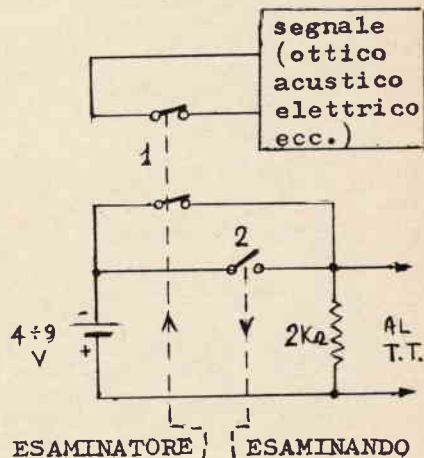 segnale
(ottico
acustico
elettrico
ecc.)
1
2
-
4÷9
V
+
2KΩ
AL
T.T.
ESAMINATORE
ESAMINANDO